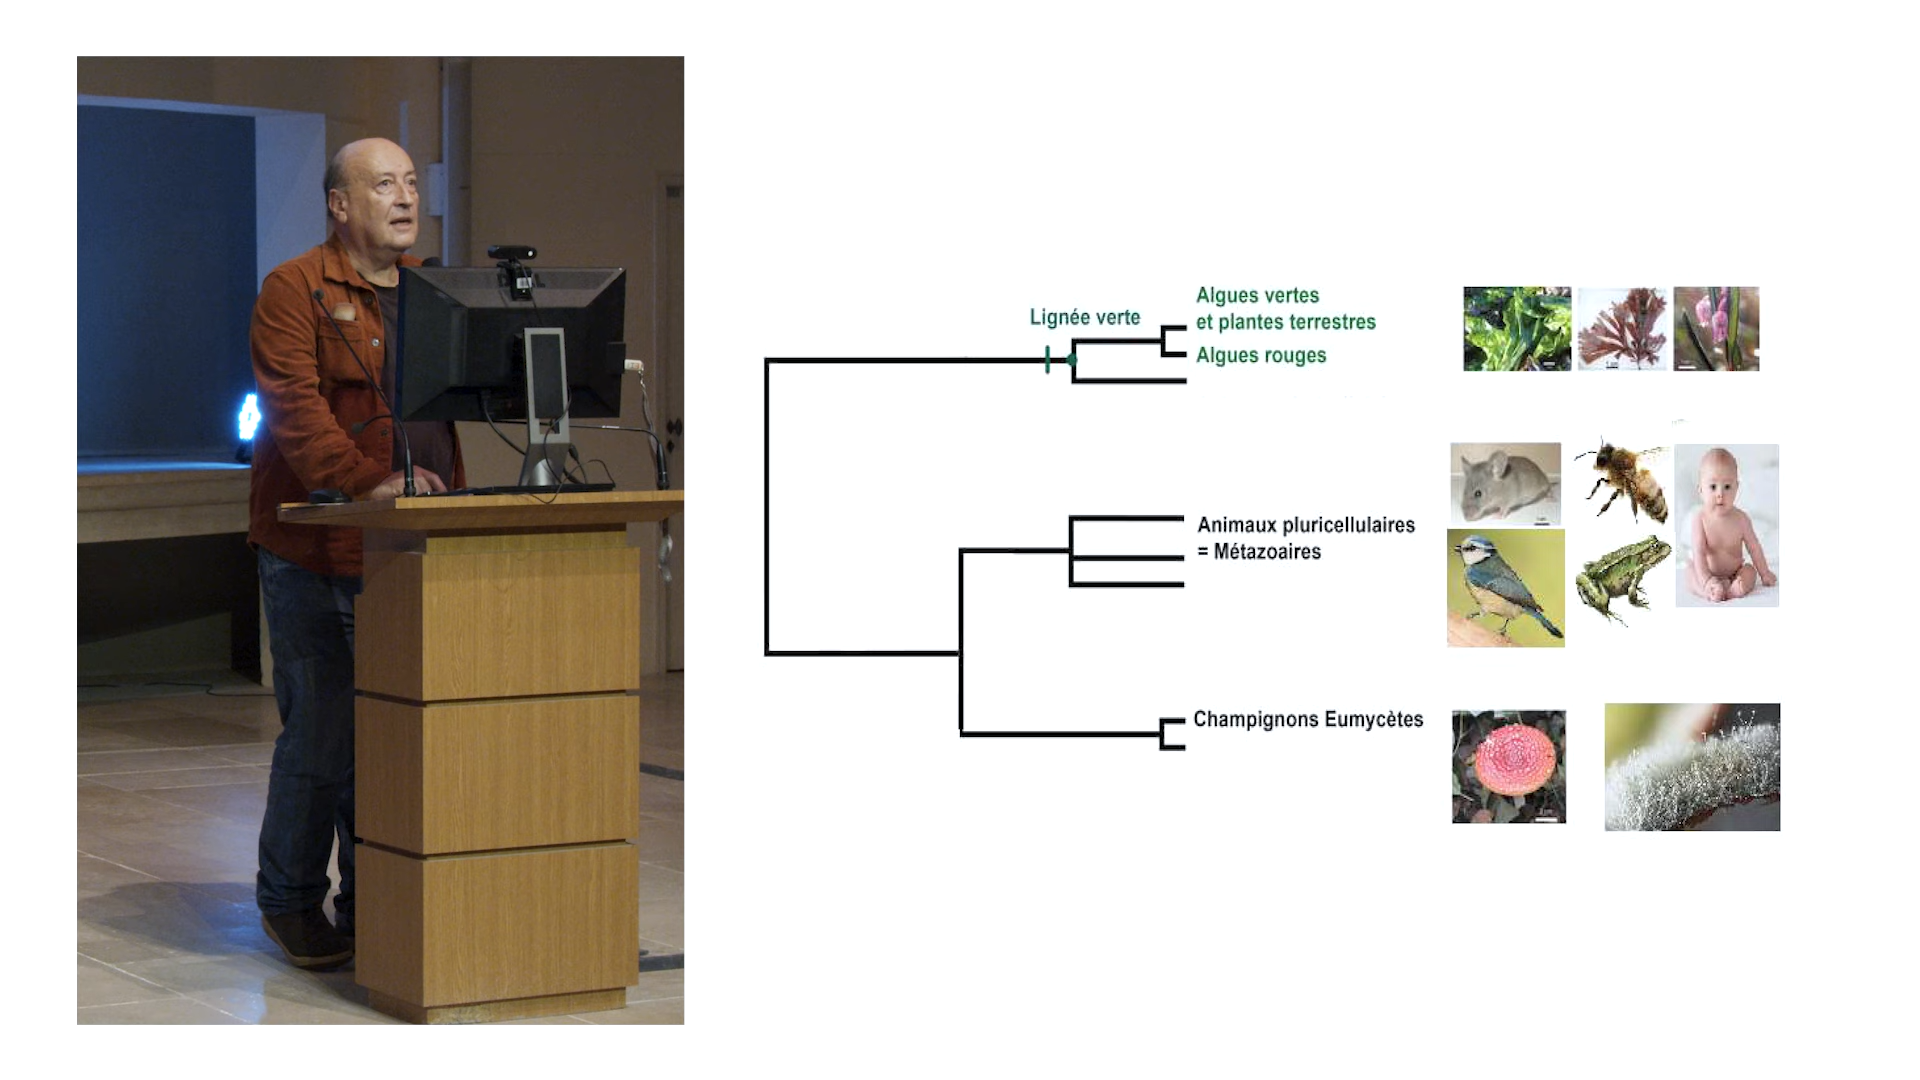 Lignée verte
Algues vertes
et plantes terrestres
Algues rouges
Animaux pluricellulaires
= Métazoaires
Champignons Eumycètes